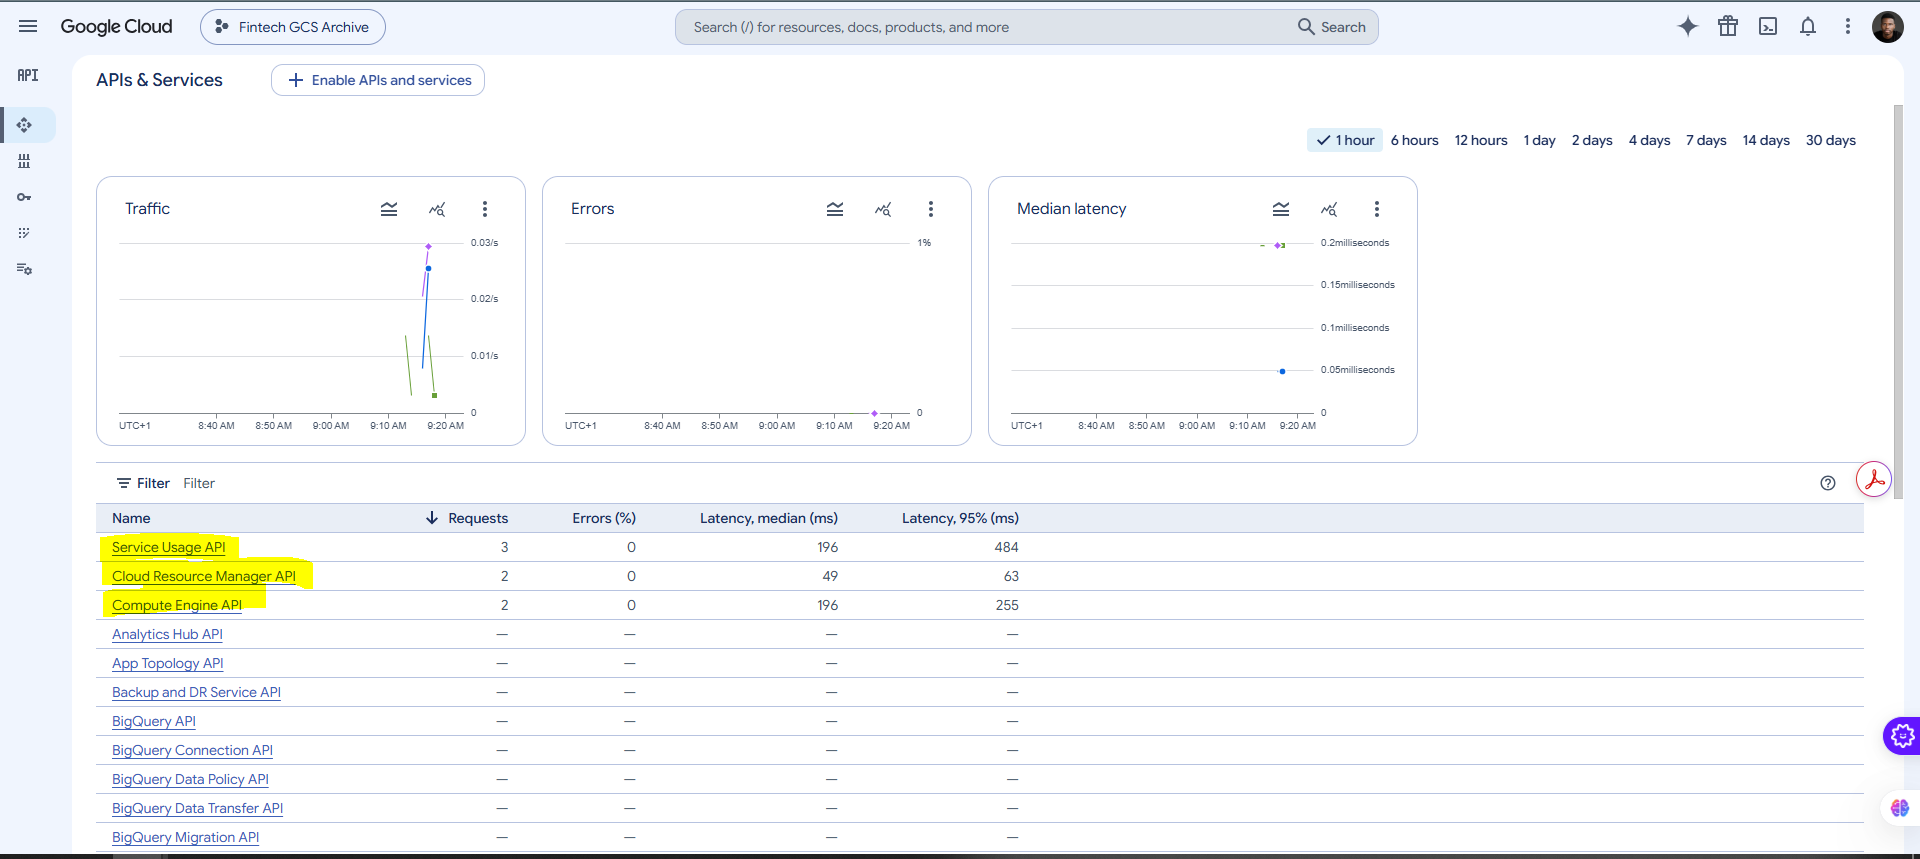 Google Cloud
Fintech GCS Archive
Search (/) for resources, docs, products, and more
Search
API
APIs & Services
Enable APIs and services
1 hour 6 hours 12 hours 1 day 2 days 4 days 7 days 14 days 30 days
Traffic
0.03/s
0.02/s
0.01/s
0
UTC+1 8:40 AM 8:50 AM 9:00 AM 9:10 AM 9:20 AM
Errors
1%
0
UTC+1 8:40 AM 8:50 AM 9:00 AM 9:10 AM 9:20 AM
Median latency
0.2milliseconds
0.15milliseconds
0.1milliseconds
0.05milliseconds
0
UTC+1 8:40 AM 8:50 AM 9:00 AM 9:10 AM 9:20 AM
Filter Filter
Name Requests Errors (%) Latency, median (ms) Latency, 95% (ms)
Service Usage API 3 0 196 484
Cloud Resource Manager API 2 0 49 63
Compute Engine API 2 0 196 255
Analytics Hub API — — — —
App Topology API — — — —
Backup and DR Service API — — — —
BigQuery API — — — —
BigQuery Connection API — — — —
BigQuery Data Policy API — — — —
BigQuery Data Transfer API — — — —
BigQuery Migration API — — — —